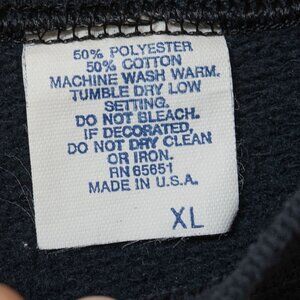 50% POLYESTER
50% COTTON
MACHINE WASH WARM.
TUMBLE DRY LOW
SETTING.
DO NOT BLEACH.
IF DECORATED,
DO NOT DRY CLEAN
OR IRON.
RN 65651
MADE IN U.S.A.
XL